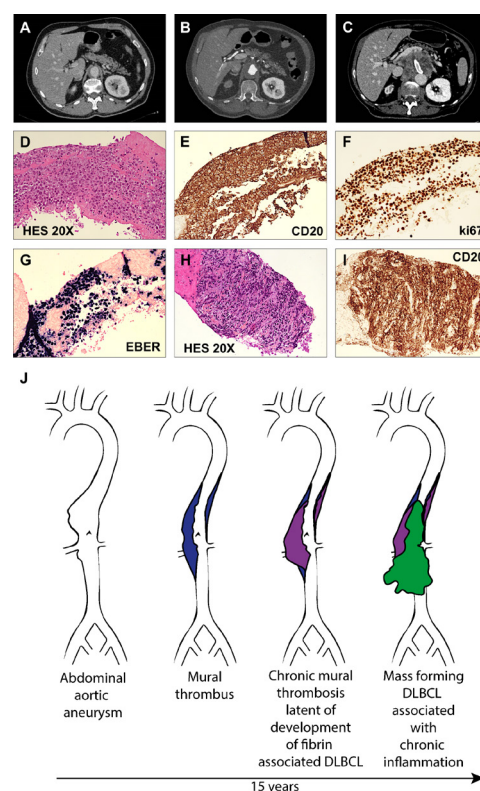 A
B
C
D
HES 20X
E
CD20
F
ki67
G
EBER
H
HES 20X
I
CD20
J
Abdominal
aortic
aneurysm
Mural
thrombus
Chronic mural
thrombosis
latent of
development
of fibrin
associated DLBCL
Mass forming
DLBCL
associated
with
chronic
inflammation
15 years